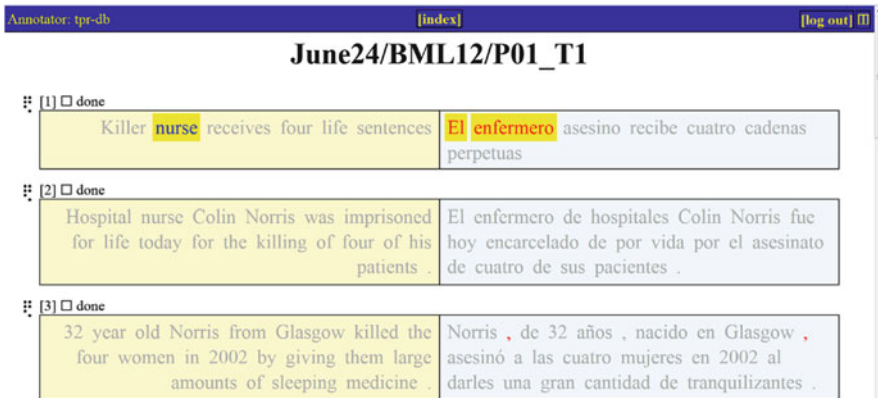 Annotator: tpr-db [index] [log out]
June24/BML12/P01_T1
[1] ☐ done
Killer nurse receives four life sentences
El enfermero asesino recibe cuatro cadenas
perpetuas
[2] ☐ done
Hospital nurse Colin Norris was imprisoned
for life today for the killing of four of his
patients .
El enfermero de hospitales Colin Norris fue
hoy encarcelado de por vida por el asesinato
de cuatro de sus pacientes .
[3] ☐ done
32 year old Norris from Glasgow killed the
four women in 2002 by giving them large
amounts of sleeping medicine .
Norris , de 32 años , nacido en Glasgow ,
asesinó a las cuatro mujeres en 2002 al
darles una gran cantidad de tranquilizantes .